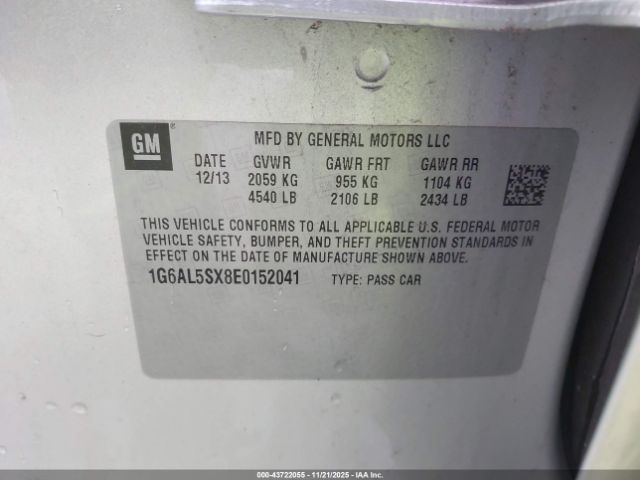 GM
MFD BY GENERAL MOTORS LLC
DATE GVWR GAWR FRT GAWR RR
12/13 2059 KG 955 KG 1104 KG
4540 LB 2106 LB 2434 LB
THIS VEHICLE CONFORMS TO ALL APPLICABLE U.S. FEDERAL MOTOR
VEHICLE SAFETY, BUMPER, AND THEFT PREVENTION STANDARDS IN
EFFECT ON THE DATE OF MANUFACTURE SHOWN ABOVE.
1G6AL5SX8E0152041 TYPE: PASS CAR
000-43722055 - 11/21/2025 - IAA Inc.